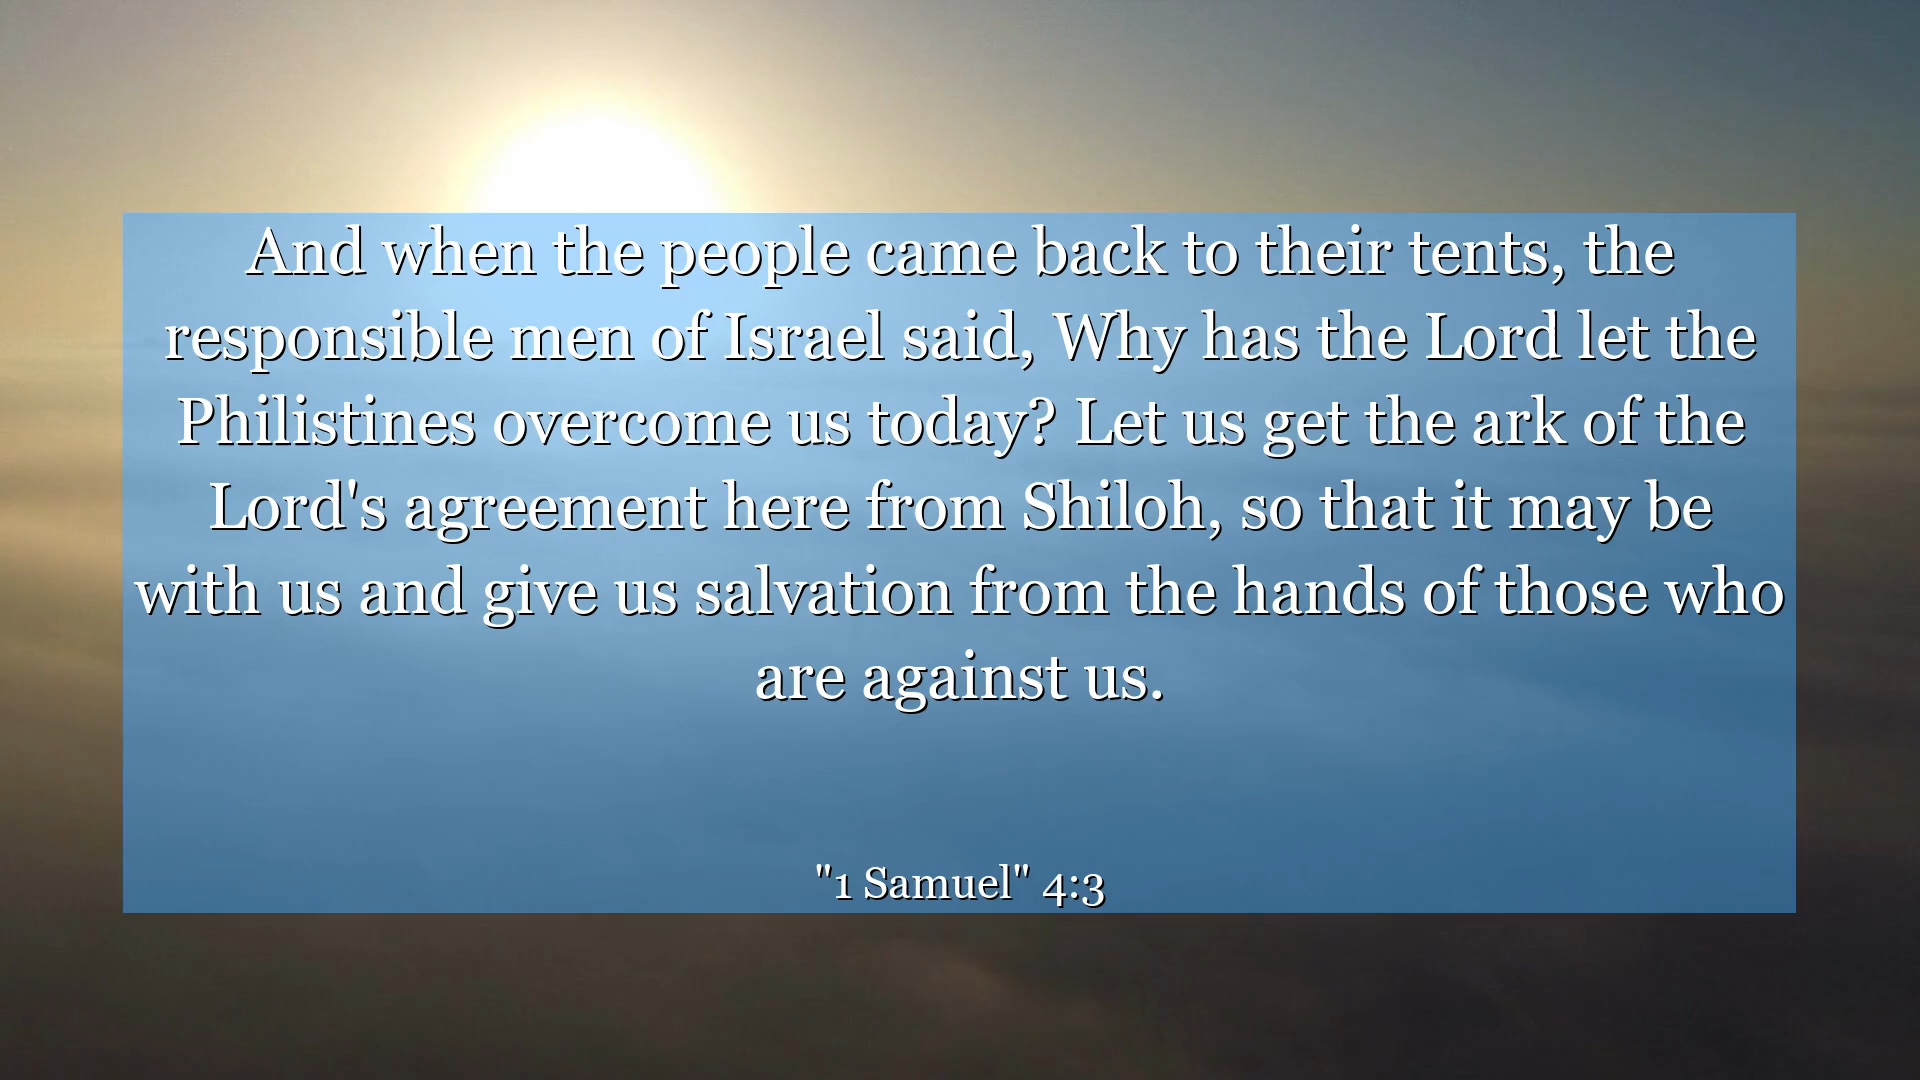 And when the people came back to their tents, the
responsible men of Israel said, Why has the Lord let the
Philistines overcome us today? Let us get the ark of the
Lord's agreement here from Shiloh, so that it may be
with us and give us salvation from the hands of those who
are against us.
"1 Samuel" 4:3